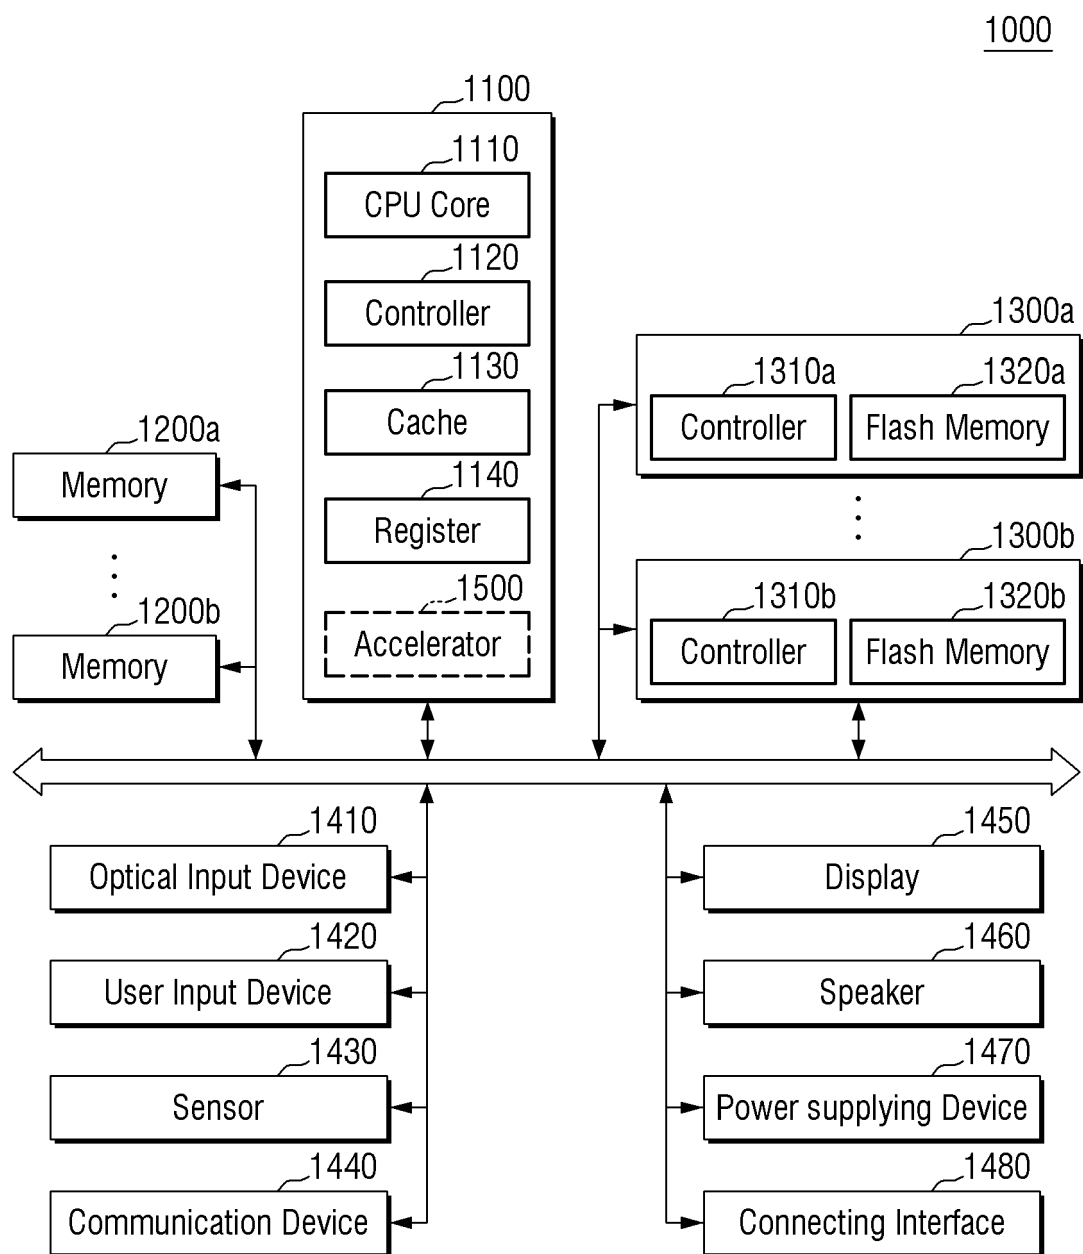 1000
1100
1110
CPU Core
1120
Controller
1130
Cache
1140
Register
1500
Accelerator
1200a
Memory
1200b
Memory
1300a
1310a 1320a
Controller Flash Memory
1300b
1310b 1320b
Controller Flash Memory
1410
Optical Input Device
1420
User Input Device
1430
Sensor
1440
Communication Device
1450
Display
1460
Speaker
1470
Power supplying Device
1480
Connecting Interface